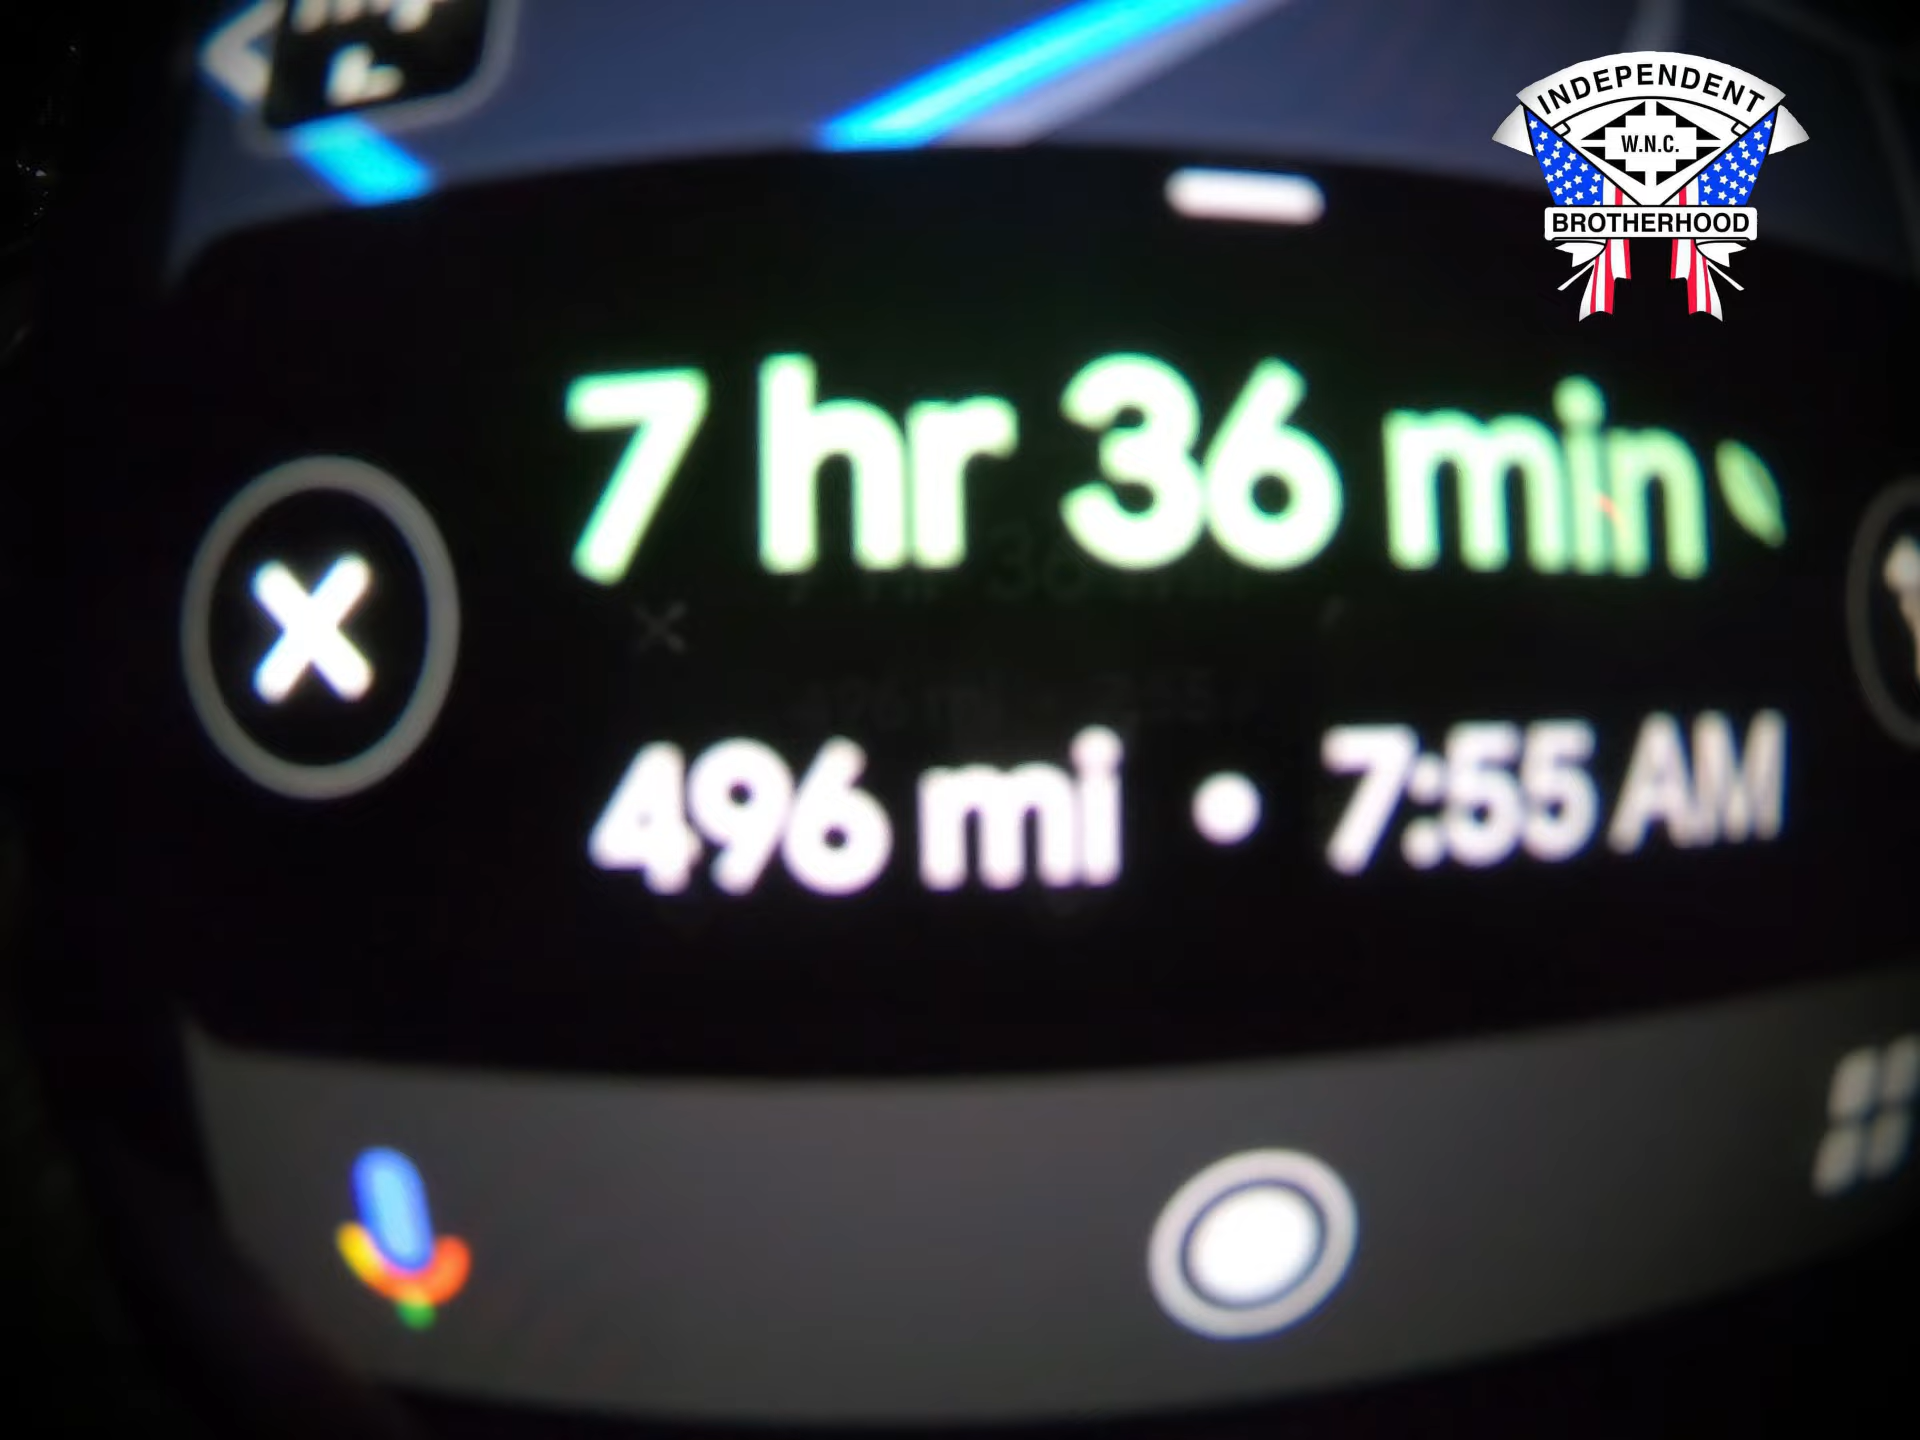 INDEPENDENT
W.N.C.
BROTHERHOOD
7 hr 36 min
496 mi • 7:55 AM